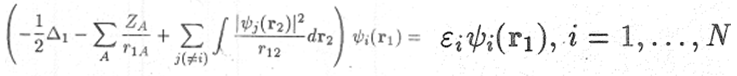 $$\left(-\frac{1}{2}\Delta_1 - \sum_A \frac{Z_A}{r_{1A}} + \sum_{j(\neq i)} \int \frac{|\psi_j(\mathbf{r}_2)|^2}{r_{12}} d\mathbf{r}_2\right) \psi_i(\mathbf{r}_1) = \varepsilon_i \psi_i(\mathbf{r}_1), i = 1, \ldots, N$$